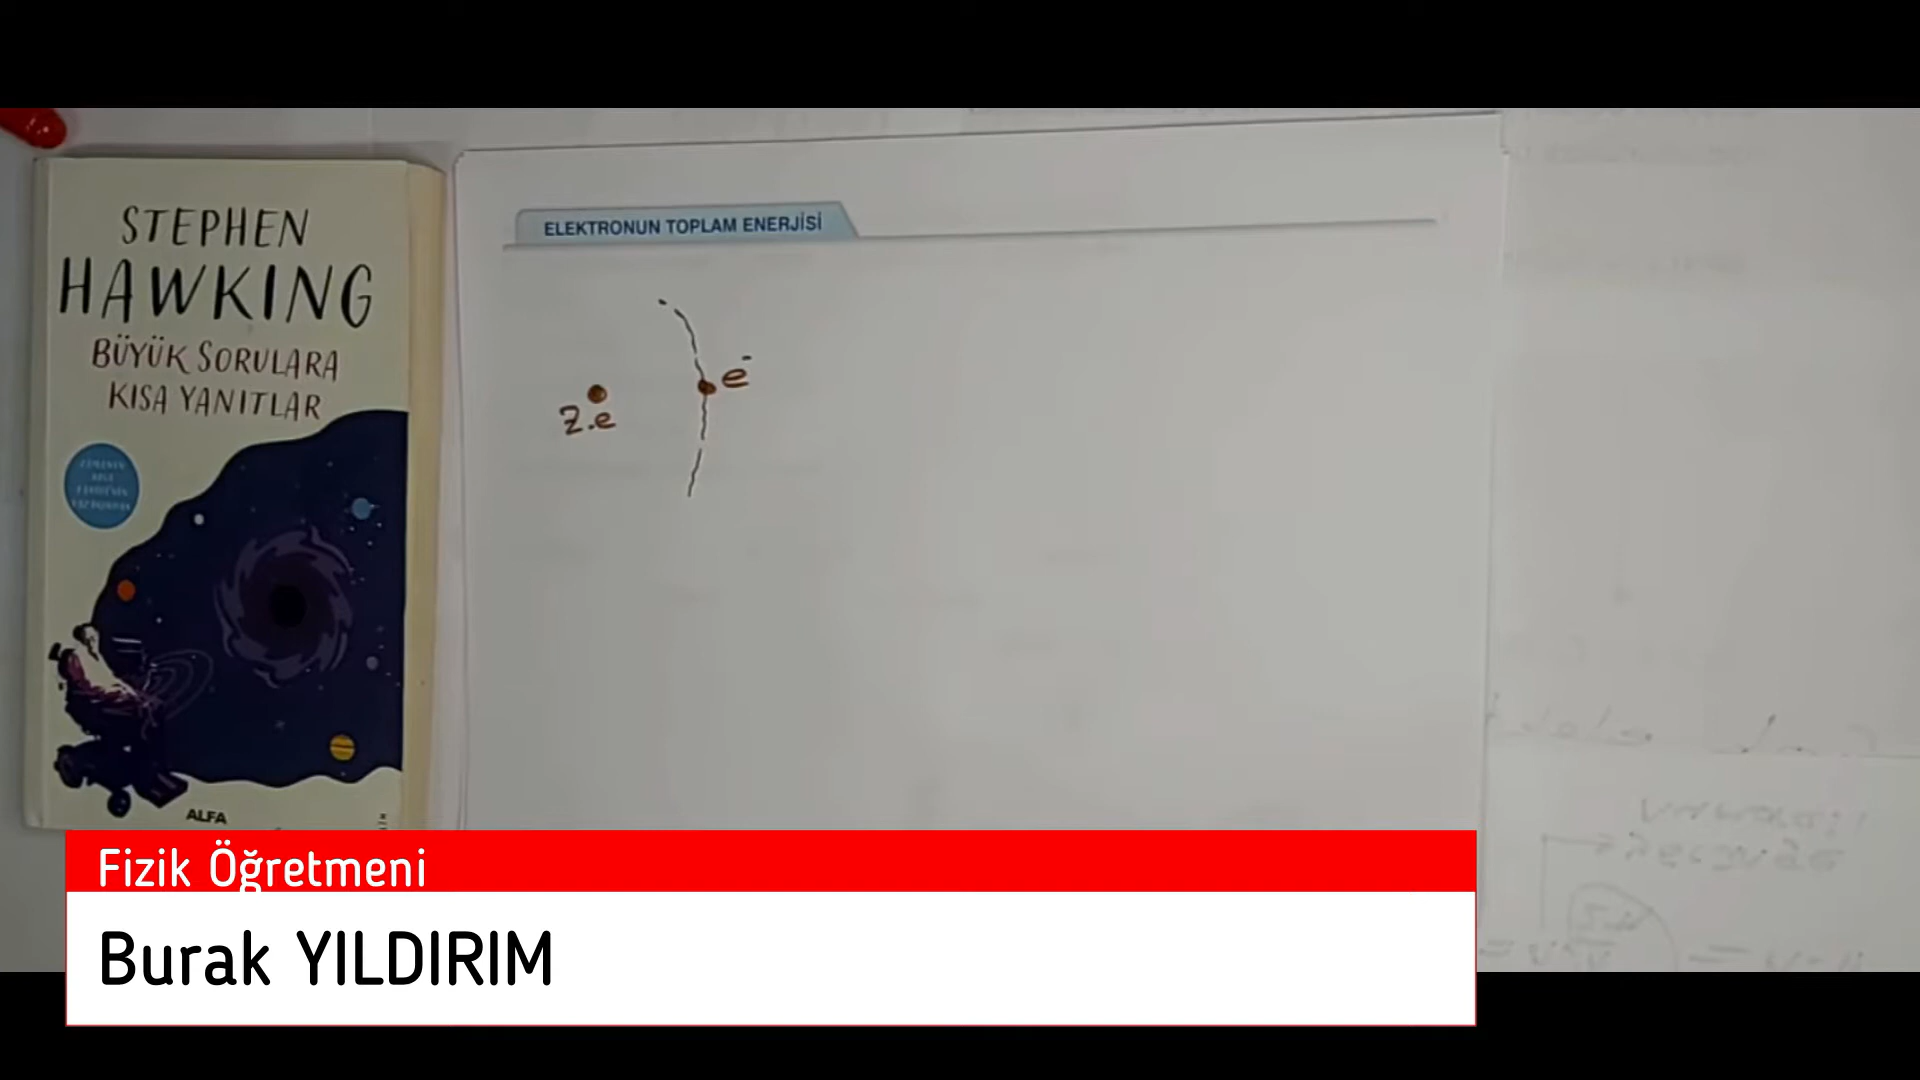 STEPHEN
HAWKING
BÜYÜK SORULARA
KISA YANITLAR
ALFA
ELEKTRONUN TOPLAM ENERJİSİ
e⁻
Z.e
Fizik Öğretmeni
Burak YILDIRIM